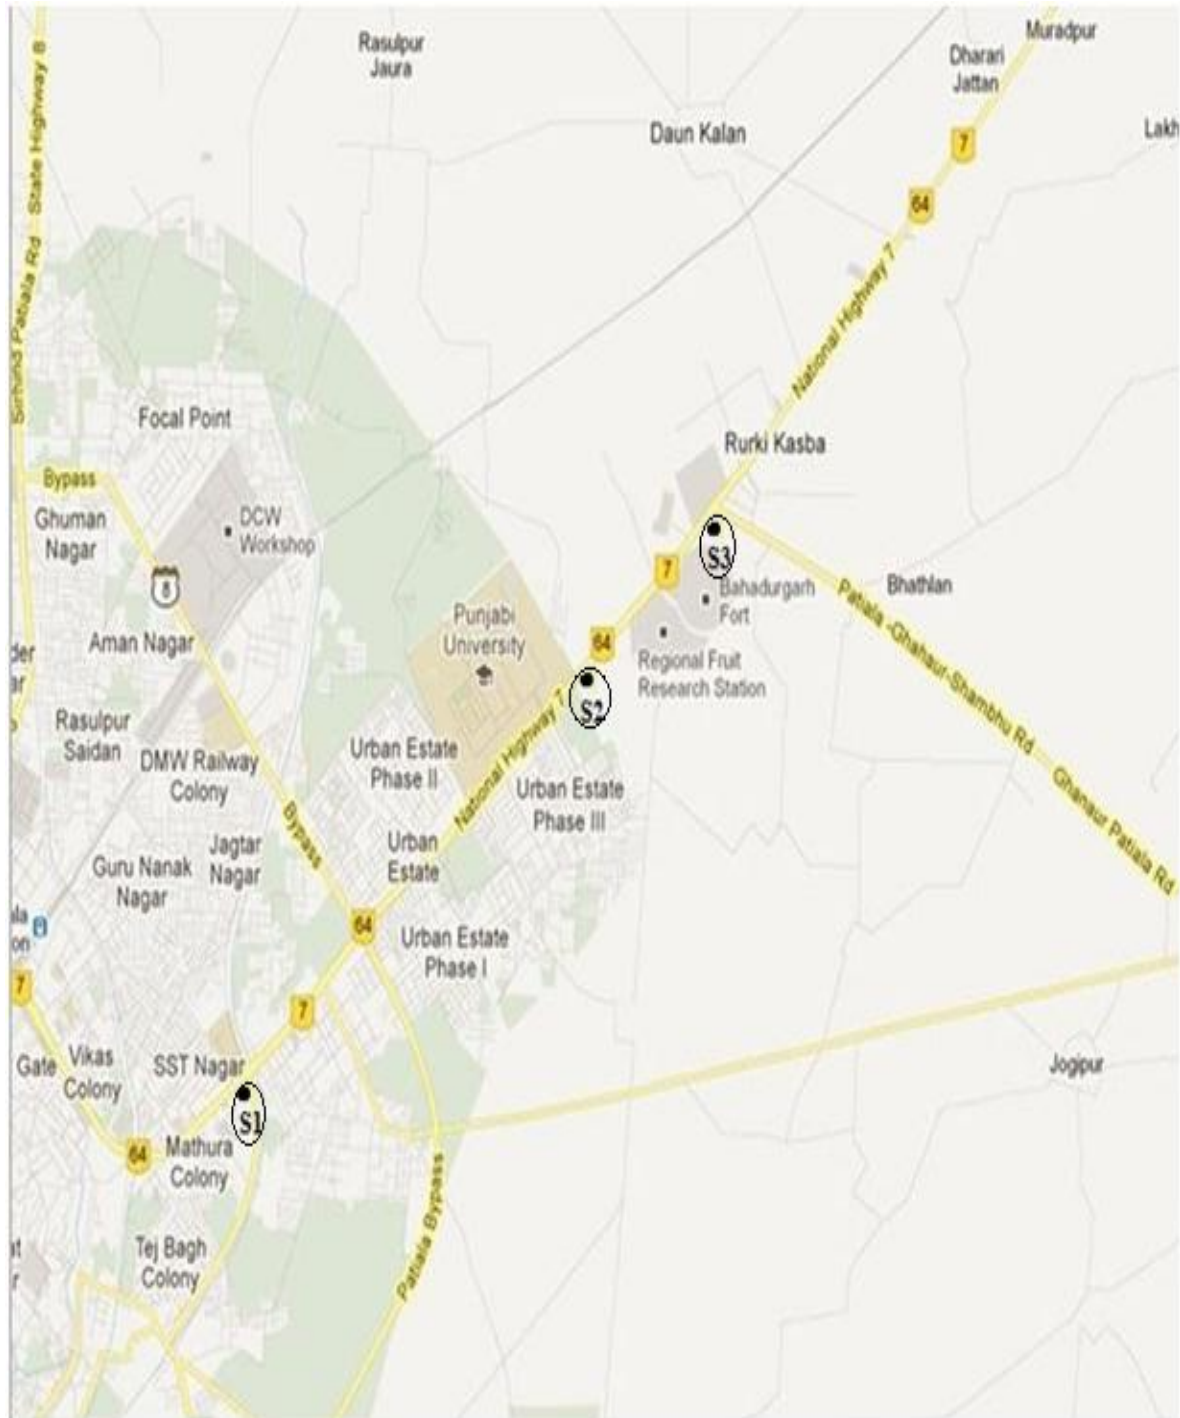 Muradpur
Rasulpur
Jaura
Dharari
Jattan
State Highway 8
Daun Kalan
Lakh
7
64
Sirhind Patiala Rd
National Highway 7
Focal Point
Rurki Kasba
Bypass
Ghuman
Nagar
DCW
Workshop
S3
7
8
Bahadurgarh
Fort
Bhathlan
Patiala -Ghahaur-Shambhu Rd
Punjabi
University
Aman Nagar
64
Regional Fruit
Research Station
S2
Rasulpur
Saidan
DMW Railway
Colony
Urban Estate
Phase II
National Highway 7
Urban Estate
Phase III
Ghanaur Patiala Rd
Bypass
Jagtar
Nagar
Urban
Estate
Guru Nanak
Nagar
64
Urban Estate
Phase I
7
7
Gate
Vikas
Colony
SST Nagar
Jogipur
S1
64
Mathura
Colony
Patiala Bypass
Tej Bagh
Colony